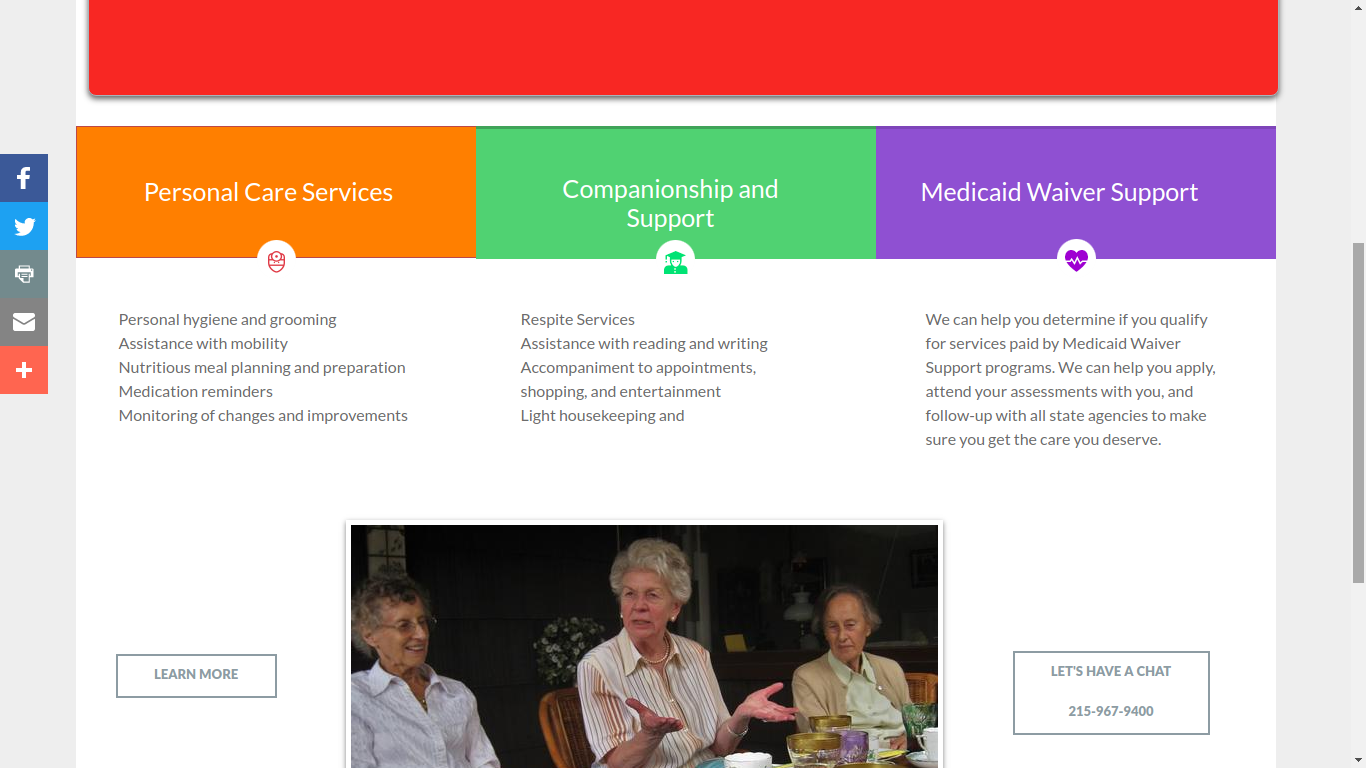 Personal Care Services
Companionship and
Support
Medicaid Waiver Support
Personal hygiene and grooming
Assistance with mobility
Nutritious meal planning and preparation
Medication reminders
Monitoring of changes and improvements
Respite Services
Assistance with reading and writing
Accompaniment to appointments,
shopping, and entertainment
Light housekeeping and
We can help you determine if you qualify
for services paid by Medicaid Waiver
Support programs. We can help you apply,
attend your assessments with you, and
follow-up with all state agencies to make
sure you get the care you deserve.
LEARN MORE
LET'S HAVE A CHAT
215-967-9400